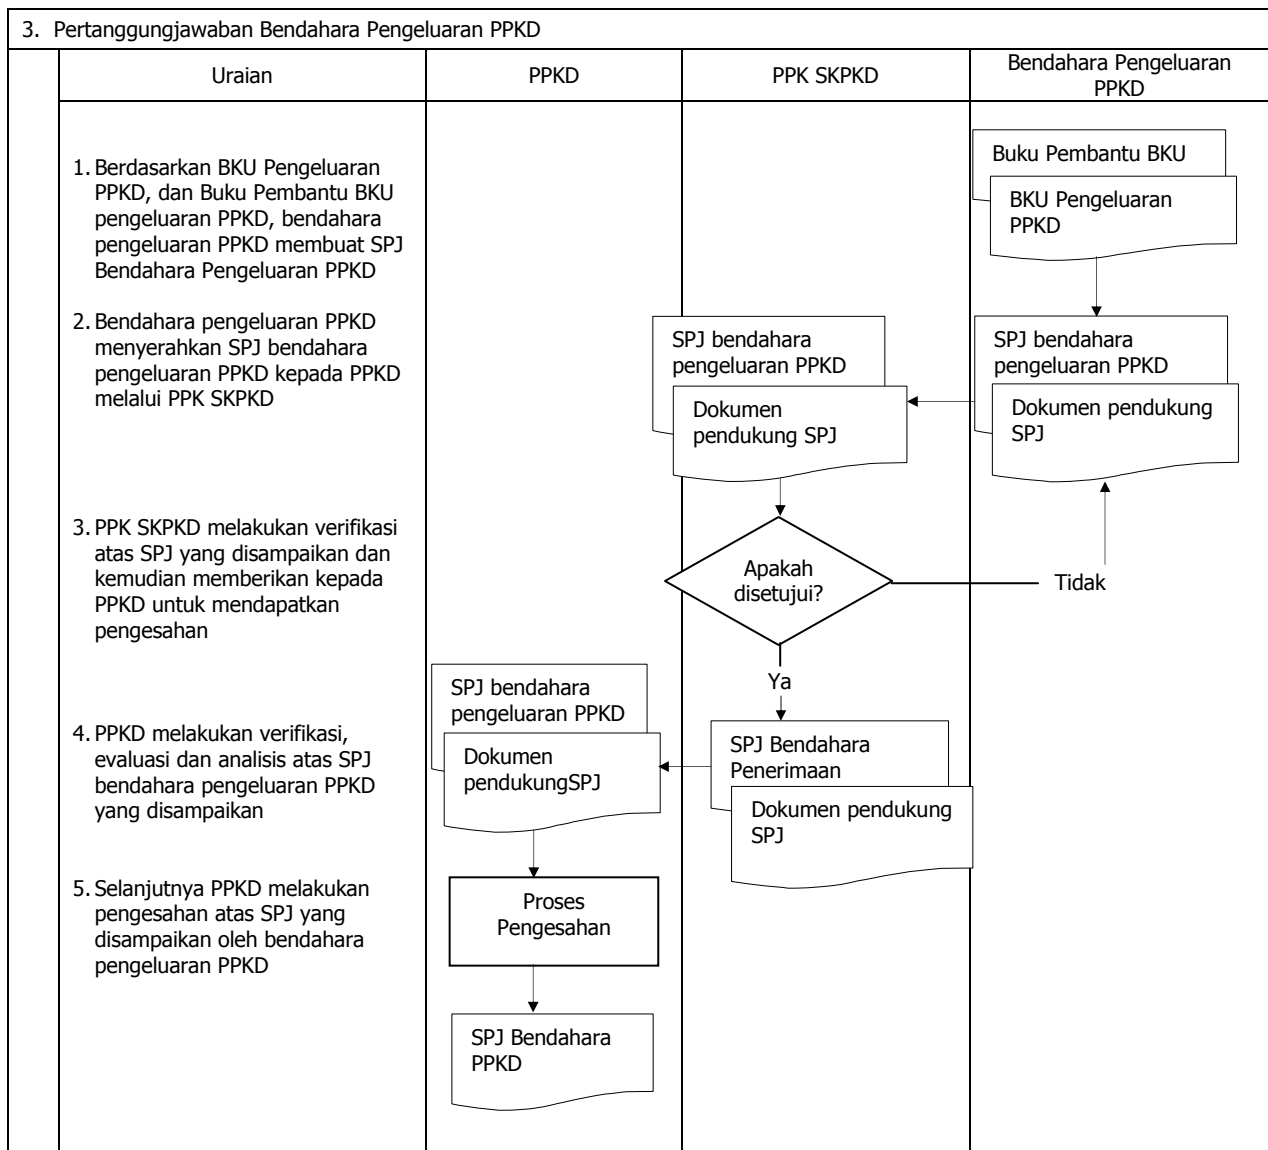 3. Pertanggungjawaban Bendahara Pengeluaran PPKD
Uraian
PPKD
PPK SKPKD
Bendahara Pengeluaran
PPKD
1. Berdasarkan BKU Pengeluaran
PPKD, dan Buku Pembantu BKU
pengeluaran PPKD, bendahara
pengeluaran PPKD membuat SPJ
Bendahara Pengeluaran PPKD
2. Bendahara pengeluaran PPKD
menyerahkan SPJ bendahara
pengeluaran PPKD kepada PPKD
melalui PPK SKPKD
3. PPK SKPKD melakukan verifikasi
atas SPJ yang disampaikan dan
kemudian memberikan kepada
PPKD untuk mendapatkan
pengesahan
4. PPKD melakukan verifikasi,
evaluasi dan analisis atas SPJ
bendahara pengeluaran PPKD
yang disampaikan
5. Selanjutnya PPKD melakukan
pengesahan atas SPJ yang
disampaikan oleh bendahara
pengeluaran PPKD
Buku Pembantu BKU
BKU Pengeluaran
PPKD
SPJ bendahara
pengeluaran PPKD
Dokumen pendukung
SPJ
SPJ bendahara
pengeluaran PPKD
Dokumen
pendukung SPJ
Apakah
disetujui?
Tidak
Ya
SPJ Bendahara
Penerimaan
Dokumen pendukung
SPJ
SPJ bendahara
pengeluaran PPKD
Dokumen
pendukungSPJ
Proses
Pengesahan
SPJ Bendahara
PPKD